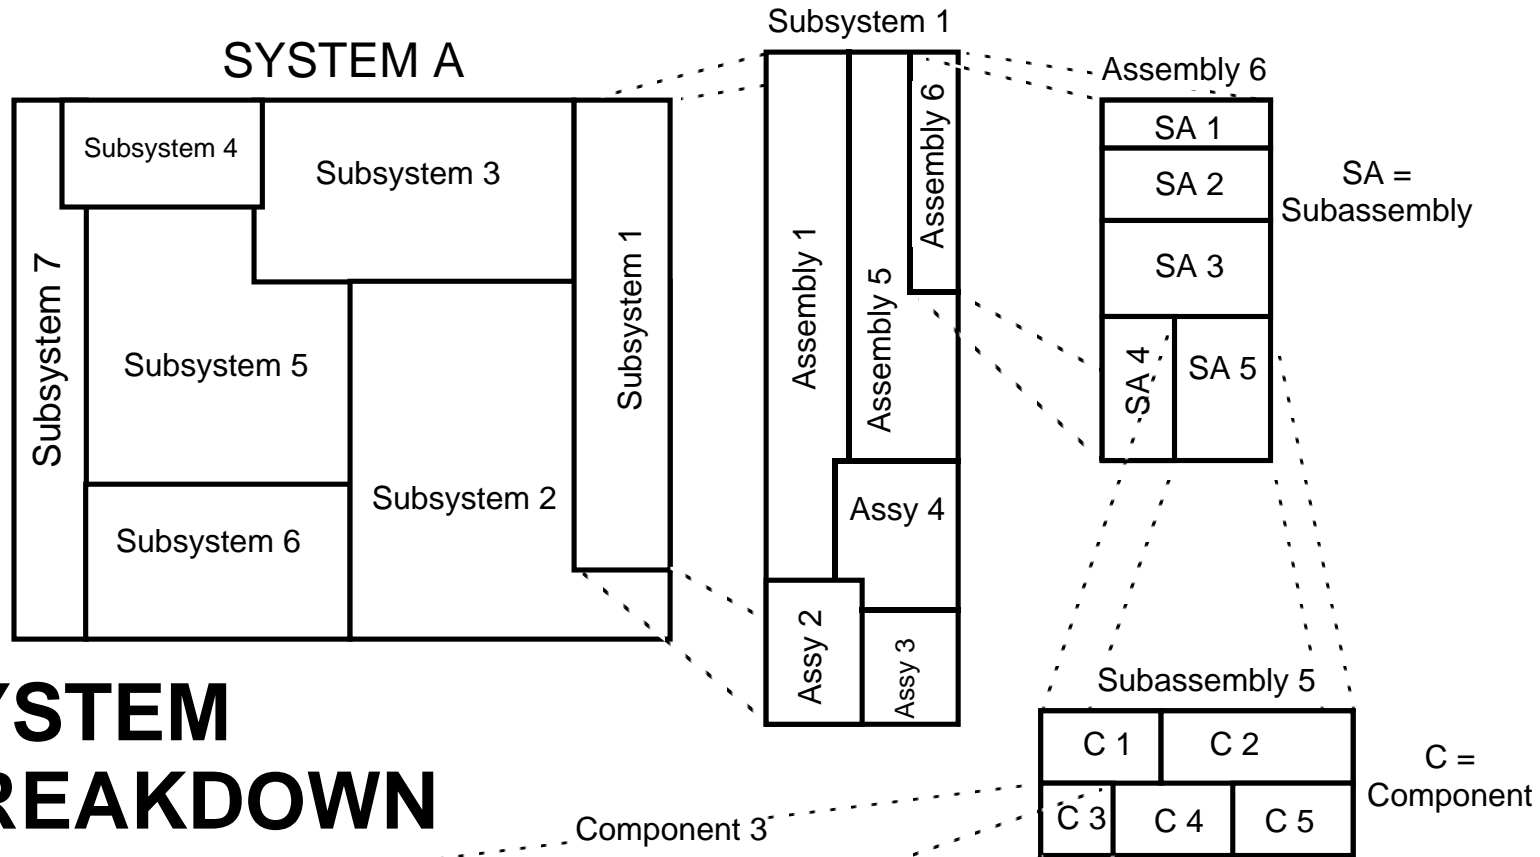 Subsystem 1
SYSTEM A
Assembly 6
Subsystem 4
Subsystem 3
Subsystem 7
Subsystem 5
Subsystem 1
Subsystem 6
Subsystem 2
Assembly 1
Assembly 5
Assembly 6
Assy 4
Assy 2
Assy 3
SA 1
SA 2
SA 3
SA 4
SA 5
SA =
Subassembly
YSTEM
REAKDOWN
Subassembly 5
C 1
C 2
C 3
C 4
C 5
C =
Component
Component 3